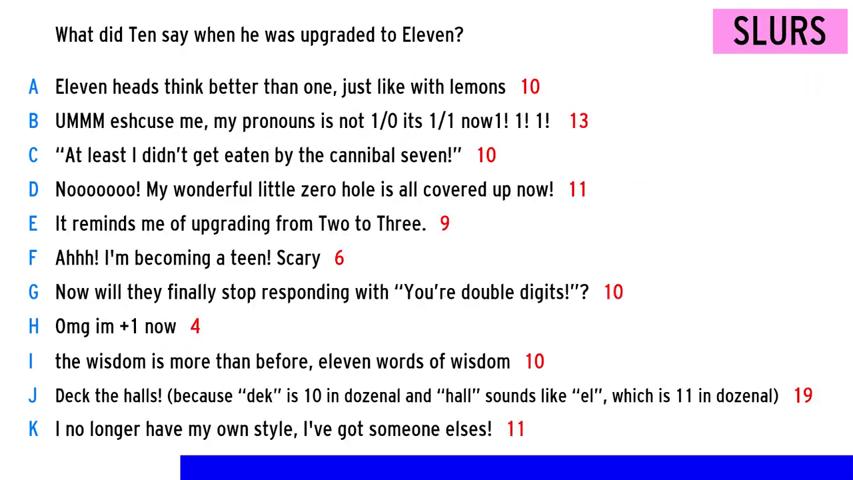 What did Ten say when he was upgraded to Eleven?
SLURS
A Eleven heads think better than one, just like with lemons 10
B UMMM eshcuse me, my pronouns is not 1/0 its 1/1 now1! 1! 1! 13
C “At least I didn’t get eaten by the cannibal seven!” 10
D Nooooooo! My wonderful little zero hole is all covered up now! 11
E It reminds me of upgrading from Two to Three. 9
F Ahhh! I'm becoming a teen! Scary 6
G Now will they finally stop responding with “You’re double digits!”? 10
H Omg im +1 now 4
I the wisdom is more than before, eleven words of wisdom 10
J Deck the halls! (because “dek” is 10 in dozenal and “hall” sounds like “el”, which is 11 in dozenal) 19
K I no longer have my own style, I've got someone elses! 11